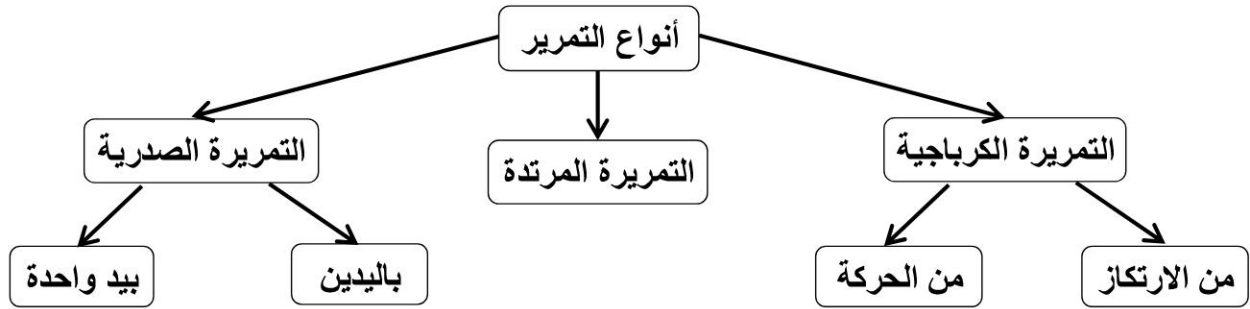 أنواع التمرير
التمريرة الكرباجية
التمريرة المرتدة
التمريرة الصدرية
من الارتكاز
من الحركة
باليدين
بيد واحدة